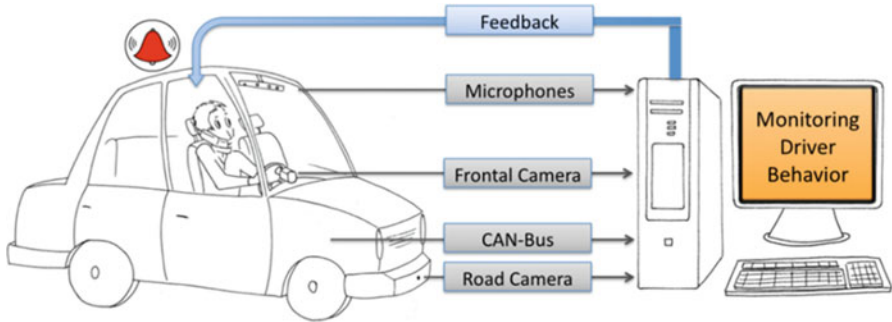 Feedback
Microphones
Frontal Camera
CAN-Bus
Road Camera
Monitoring
Driver
Behavior